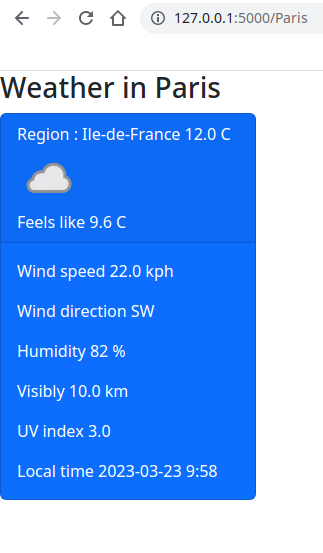 127.0.0.1:5000/Paris
Weather in Paris
Region : Ile-de-France 12.0 C
Feels like 9.6 C
Wind speed 22.0 kph
Wind direction SW
Humidity 82 %
Visibly 10.0 km
UV index 3.0
Local time 2023-03-23 9:58